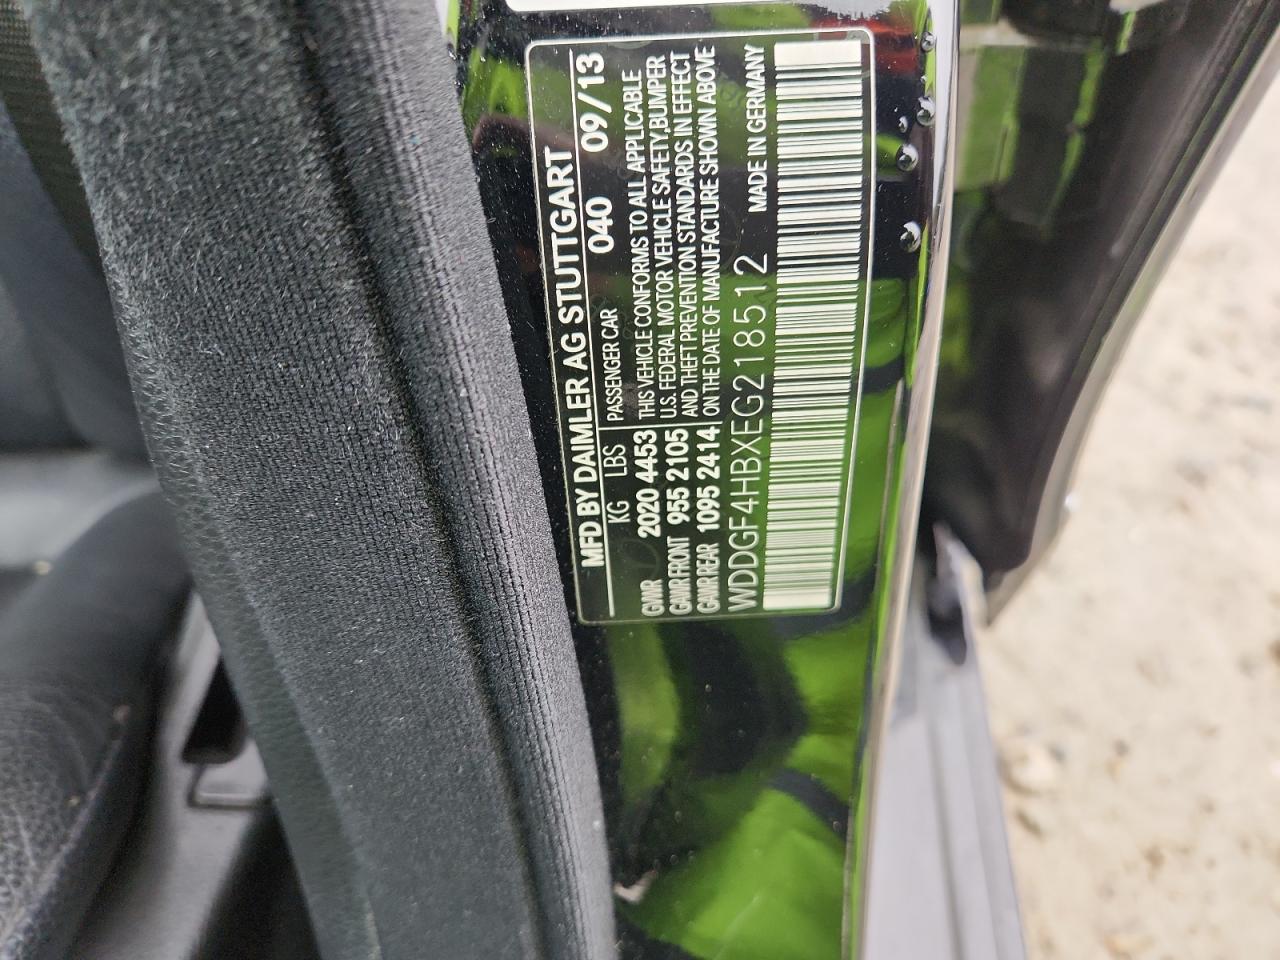 MFD BY DAIMLER AG STUTTGART
KG LBS PASSENGER CAR 040 09/13
GVWR 2020 4453 THIS VEHICLE CONFORMS TO ALL APPLICABLE
GAWR FRONT 955 2105 U.S. FEDERAL MOTOR VEHICLE SAFETY,BUMPER
GAWR REAR 1095 2414 AND THEFT PREVENTION STANDARDS IN EFFECT
ON THE DATE OF MANUFACTURE SHOWN ABOVE
WDDGF4HBXEG218512 MADE IN GERMANY